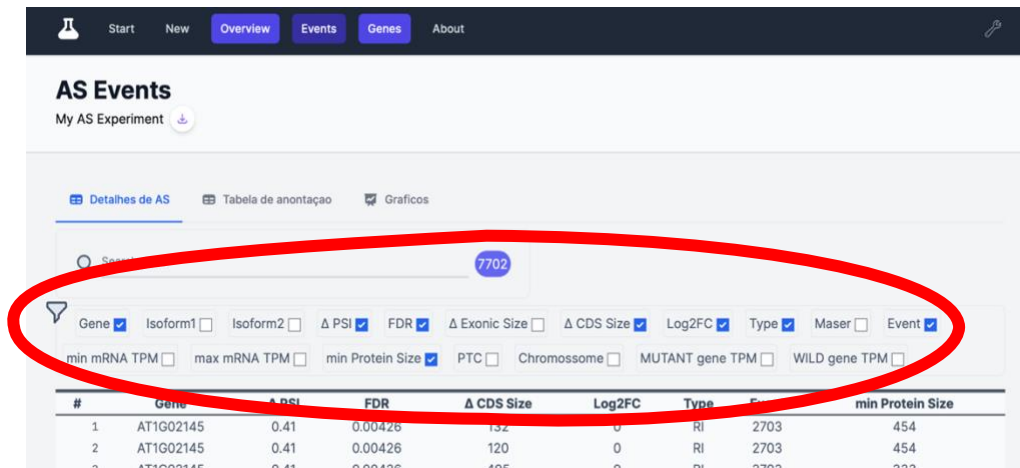 Start New Overview Events Genes About
AS Events
My AS Experiment
Detalhes de AS Tabela de anontaçao Graficos
7702
Gene Isoform1 Isoform2 Δ PSI FDR Δ Exonic Size Δ CDS Size Log2FC Type Maser Event
min mRNA TPM max mRNA TPM min Protein Size PTC Chromossome MUTANT gene TPM WILD gene TPM
# Gene Δ PSI FDR Δ CDS Size Log2FC Type min Protein Size
1 AT1G02145 0.41 0.00426 132 0 RI 2703 454
2 AT1G02145 0.41 0.00426 120 0 RI 2703 454